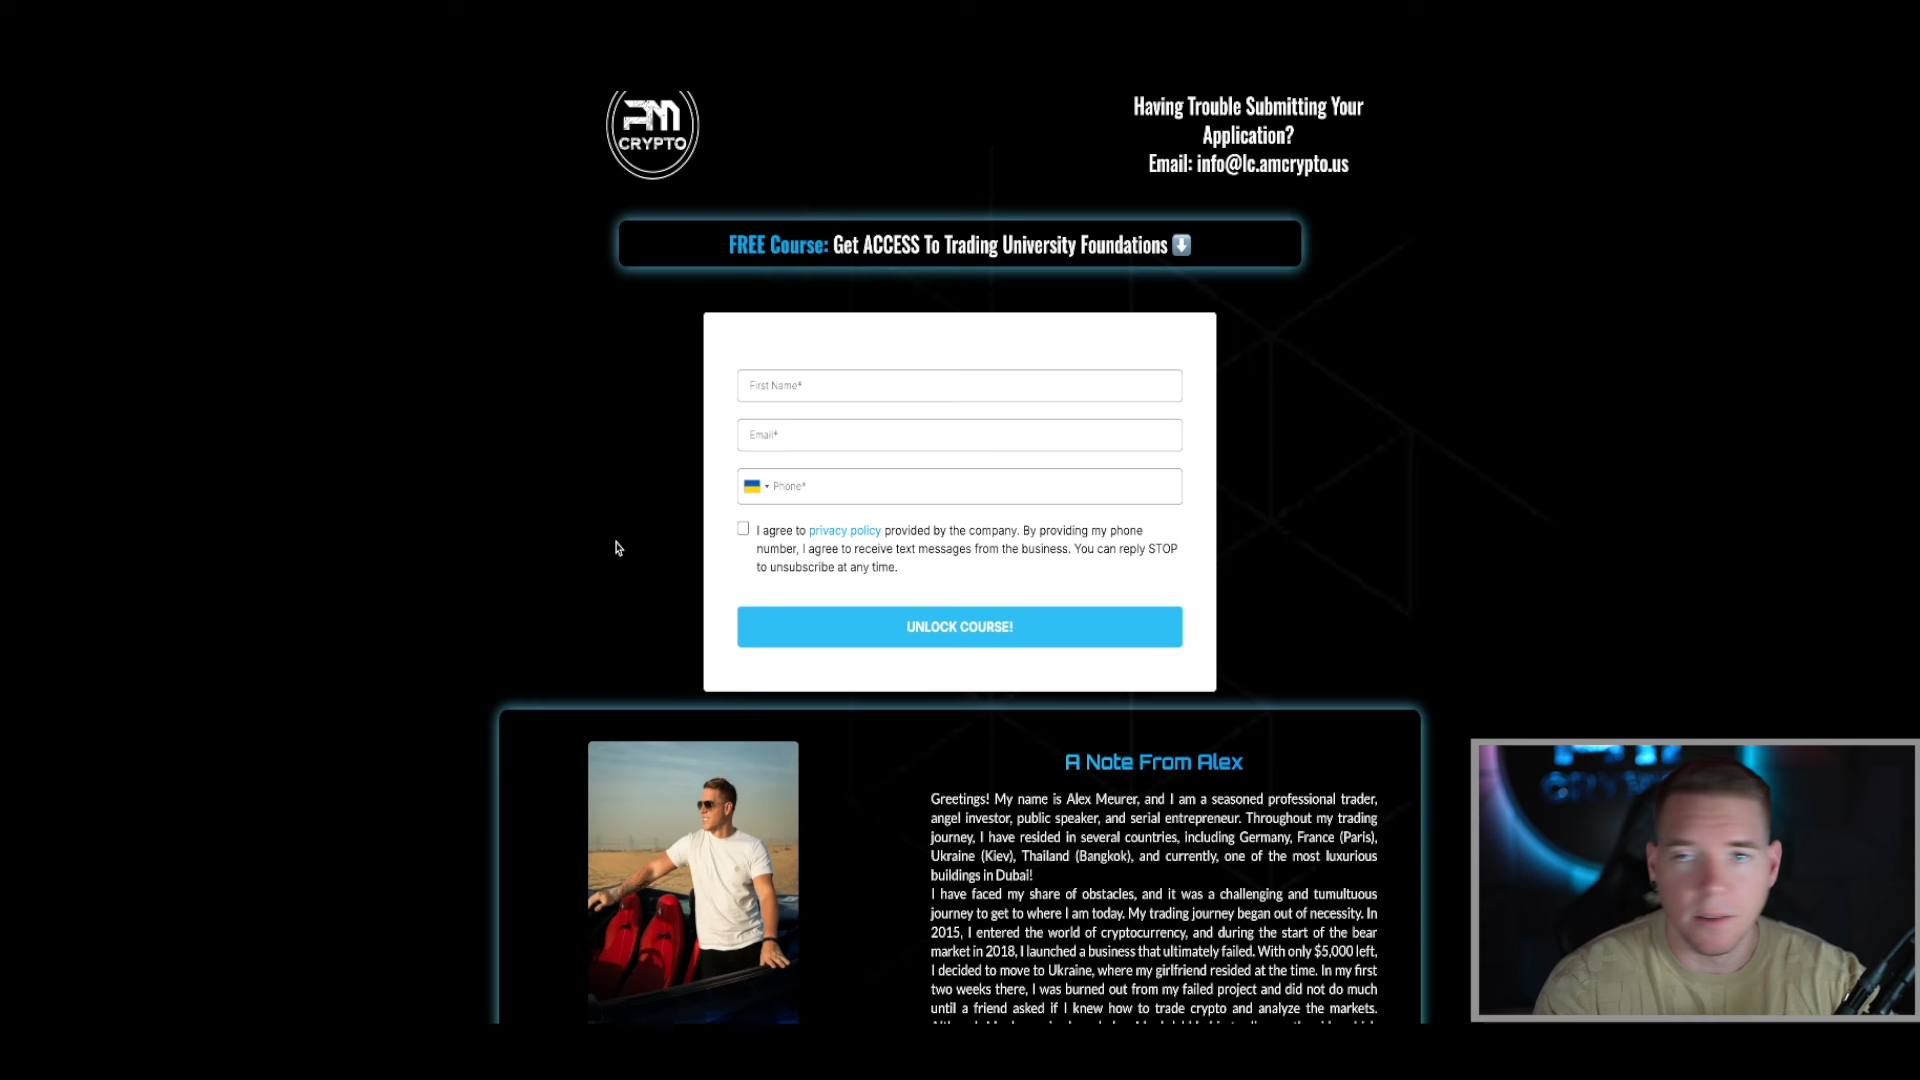 AM
CRYPTO
Having Trouble Submitting Your
Application?
Email: info@lc.amcrypto.us
FREE Course: Get ACCESS To Trading University Foundations ⬇️
First Name*
Email*
Phone*
I agree to privacy policy provided by the company. By providing my phone
number, I agree to receive text messages from the business. You can reply STOP
to unsubscribe at any time.
UNLOCK COURSE!
A Note From Alex
Greetings! My name is Alex Meurer, and I am a seasoned professional trader,
angel investor, public speaker, and serial entrepreneur. Throughout my trading
journey, I have resided in several countries, including Germany, France (Paris),
Ukraine (Kiev), Thailand (Bangkok), and currently, one of the most luxurious
buildings in Dubai!
I have faced my share of obstacles, and it was a challenging and tumultuous
journey to get to where I am today. My trading journey began out of necessity. In
2015, I entered the world of cryptocurrency, and during the start of the bear
market in 2018, I launched a business that ultimately failed. With only $5,000 left,
I decided to move to Ukraine, where my girlfriend resided at the time. In my first
two weeks there, I was burned out from my failed project and did not do much
until a friend asked if I knew how to trade crypto and analyze the markets.